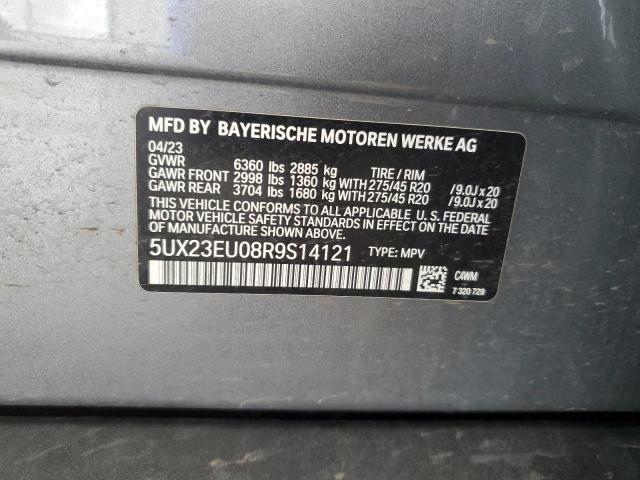 MFD BY BAYERISCHE MOTOREN WERKE AG
04/23
GVWR 6360 lbs 2885 kg TIRE / RIM
GAWR FRONT 2998 lbs 1360 kg WITH 275/45 R20 /9.0J x 20
GAWR REAR 3704 lbs 1680 kg WITH 275/45 R20 /9.0J x 20
THIS VEHICLE CONFORMS TO ALL APPLICABLE U. S. FEDERAL
MOTOR VEHICLE SAFETY STANDARDS IN EFFECT ON THE
DATE OF MANUFACTURE SHOWN ABOVE.
5UX23EU08R9S14121 TYPE: MPV
C4WM
7 320 729